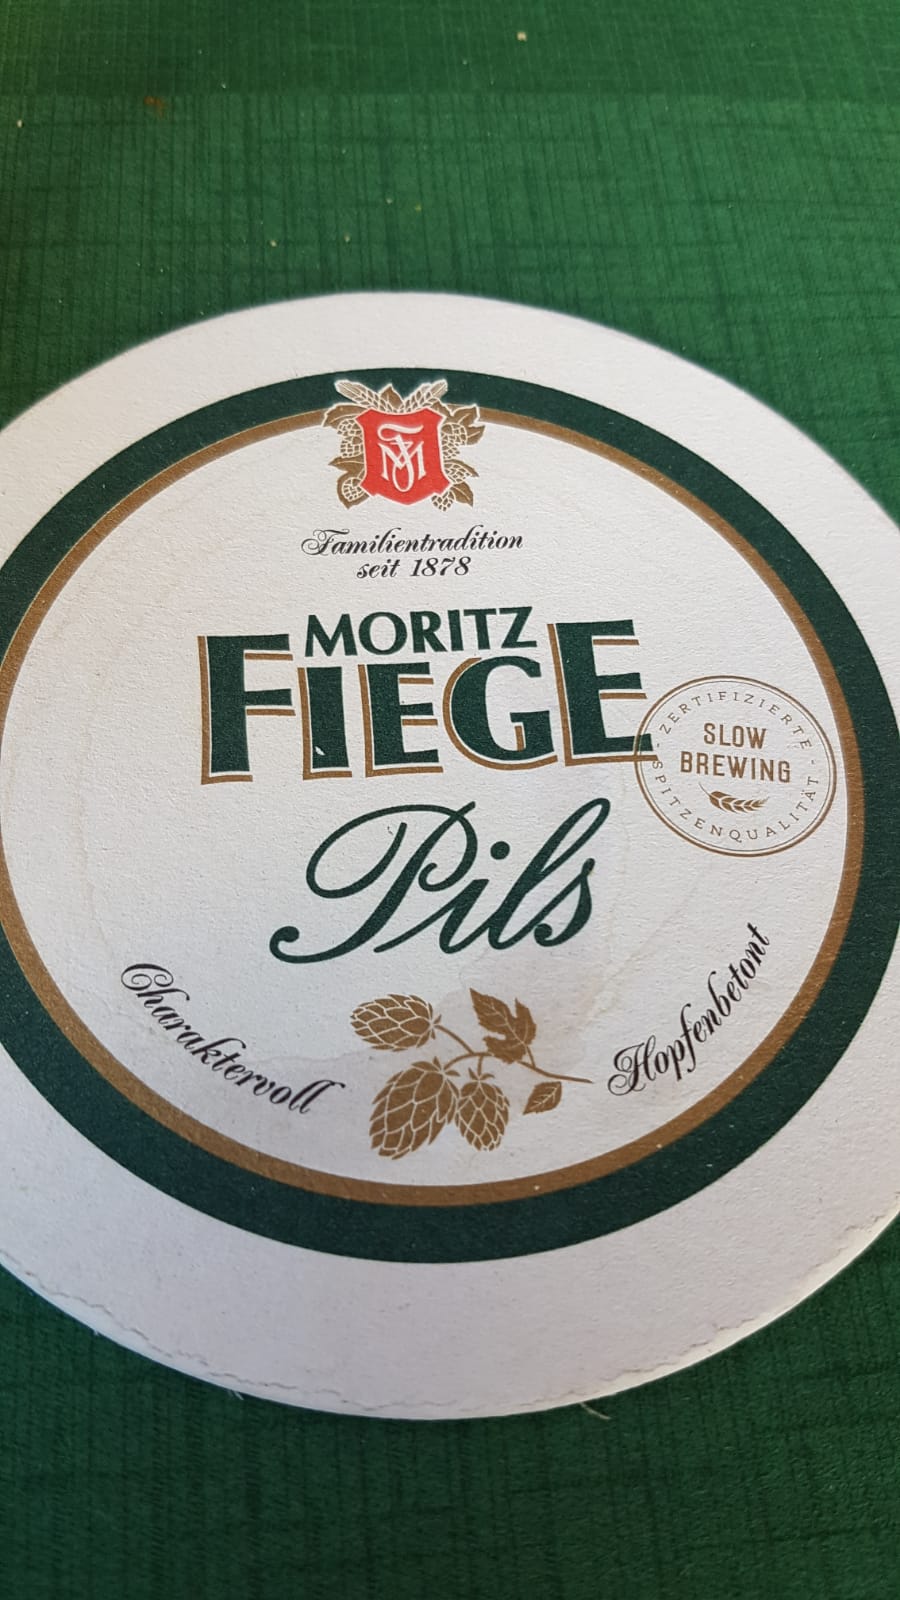 Familientradition
seit 1878
MORITZ
FIEGE
Pils
ZERTIFIZIERTE
SLOW
BREWING
SPITZENQUALITÄT
Charaktervoll
Hopfenbetont